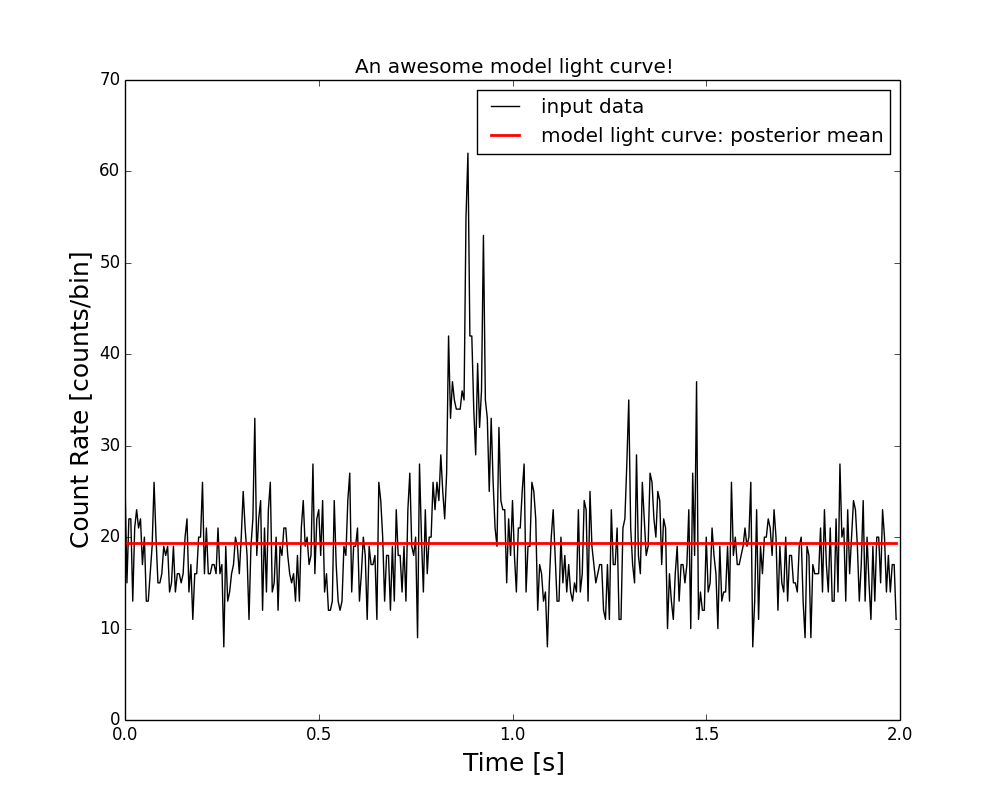 An awesome model light curve!
70
input data
model light curve: posterior mean
60
50
40
30
20
10
0
Count Rate [counts/bin]
0.0 0.5 1.0 1.5 2.0
Time [s]